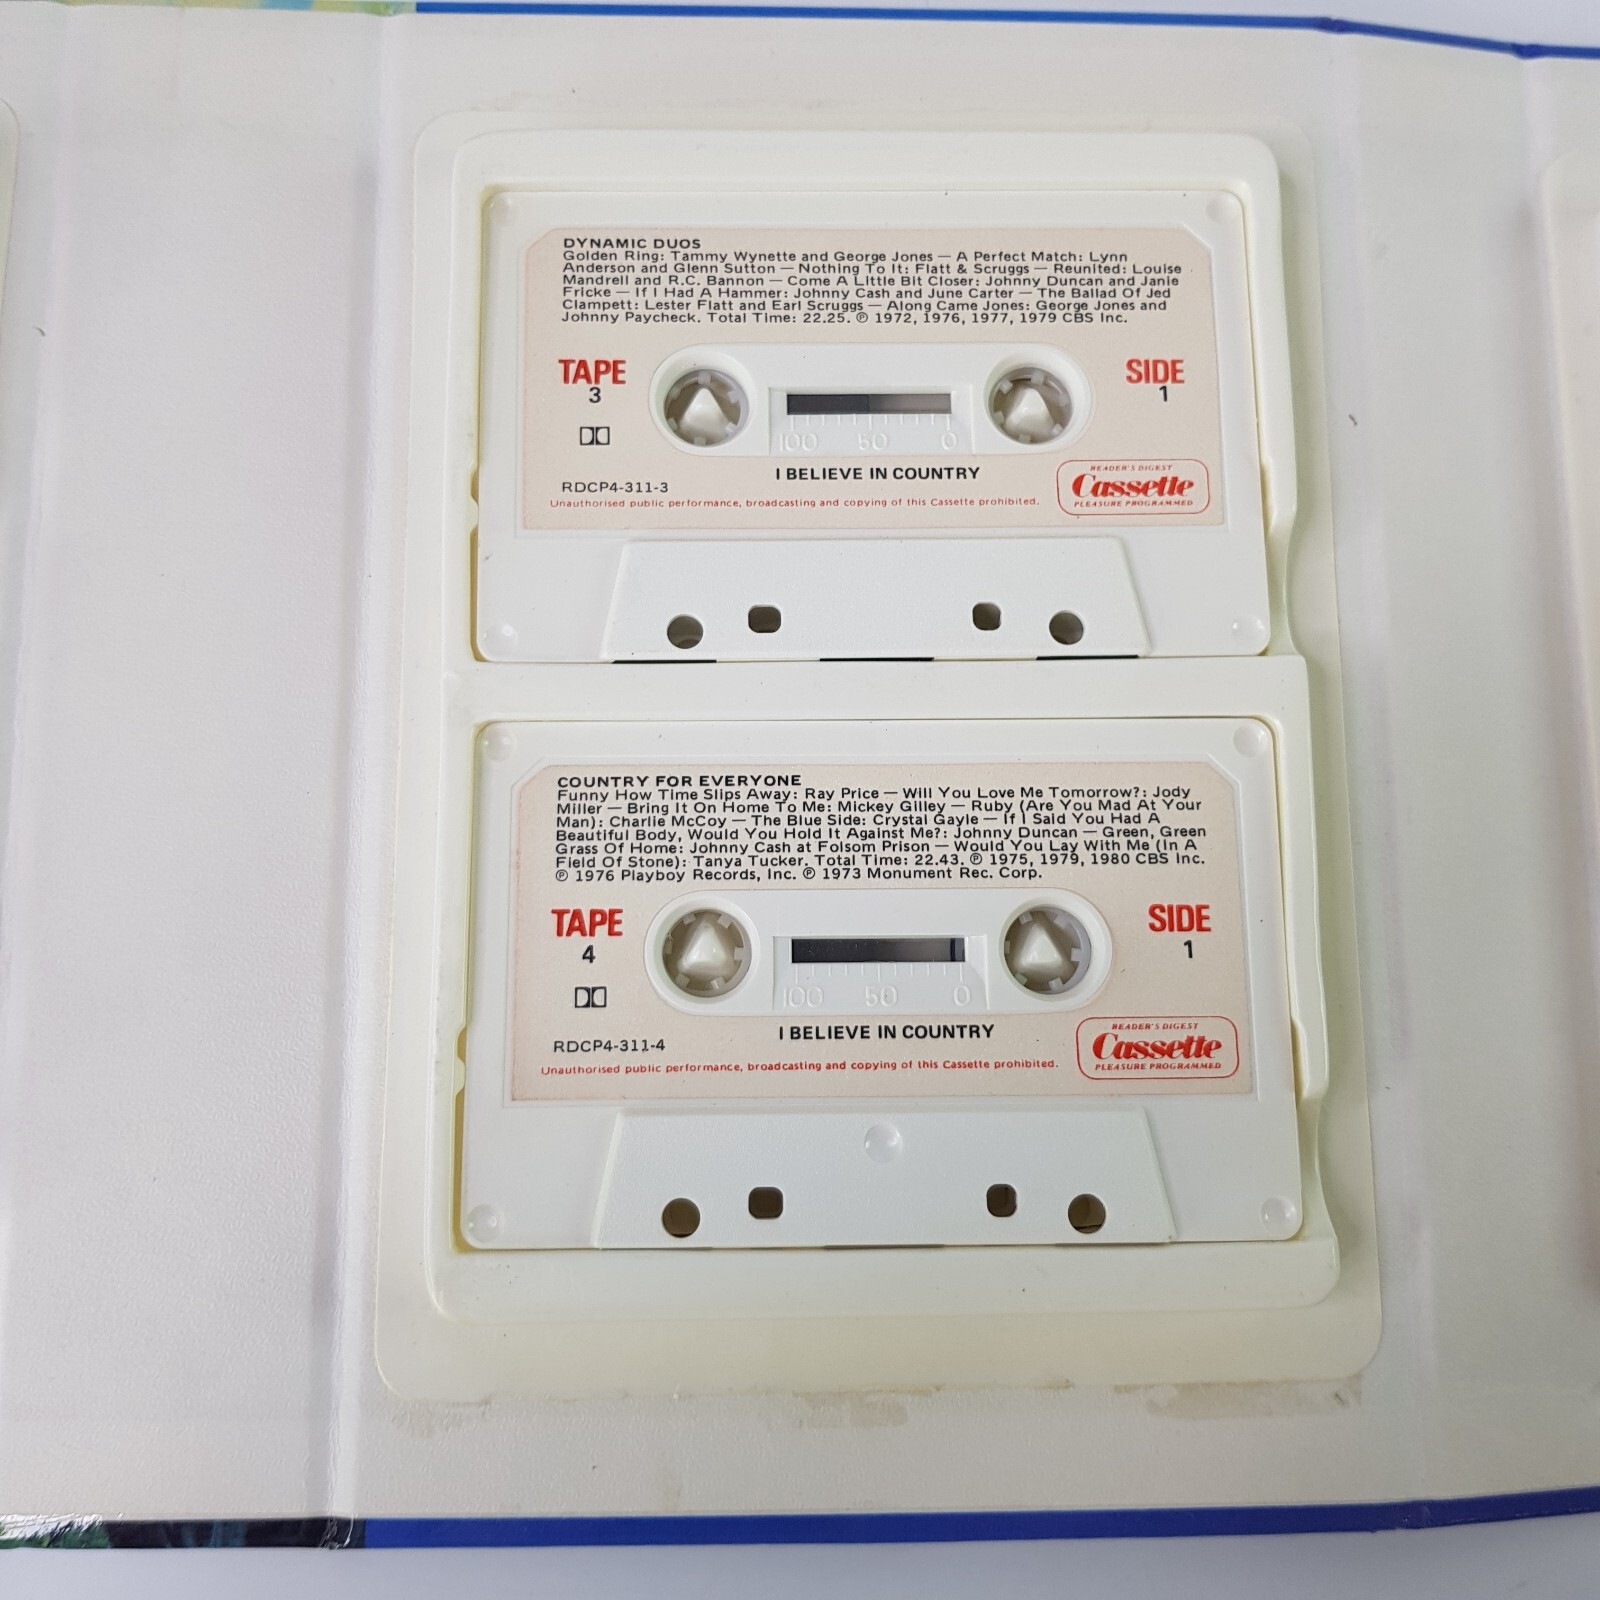 DYNAMIC DUOS
Golden Ring: Tammy Wynette and George Jones — A Perfect Match: Lynn
Anderson and Glenn Sutton — Nothing To It: Flatt & Scruggs — Reunited: Louise
Mandrell and R.C. Bannon — Come A Little Bit Closer: Johnny Duncan and Janie
Fricke — If I Had A Hammer: Johnny Cash and June Carter — The Ballad Of Jed
Clampett: Lester Flatt and Earl Scruggs — Along Came Jones: George Jones and
Johnny Paycheck. Total Time: 22.25. ℗ 1972, 1976, 1977, 1979 CBS Inc.
TAPE
3
SIDE
1
100 50 0
I BELIEVE IN COUNTRY
RDCP4-311-3
READER'S DIGEST
Cassette
PLEASURE PROGRAMMED
Unauthorised public performance, broadcasting and copying of this Cassette prohibited.
COUNTRY FOR EVERYONE
Funny How Time Slips Away: Ray Price — Will You Love Me Tomorrow?: Jody
Miller — Bring It On Home To Me: Mickey Gilley — Ruby (Are You Mad At Your
Man): Charlie McCoy — The Blue Side: Crystal Gayle — If I Said You Had A
Beautiful Body, Would You Hold It Against Me?: Johnny Duncan — Green, Green
Grass Of Home: Johnny Cash at Folsom Prison — Would You Lay With Me (In A
Field Of Stone): Tanya Tucker. Total Time: 22.43. ℗ 1975, 1979, 1980 CBS Inc.
℗ 1976 Playboy Records, Inc. ℗ 1973 Monument Rec. Corp.
TAPE
4
SIDE
1
100 50 0
I BELIEVE IN COUNTRY
RDCP4-311-4
READER'S DIGEST
Cassette
PLEASURE PROGRAMMED
Unauthorised public performance, broadcasting and copying of this Cassette prohibited.